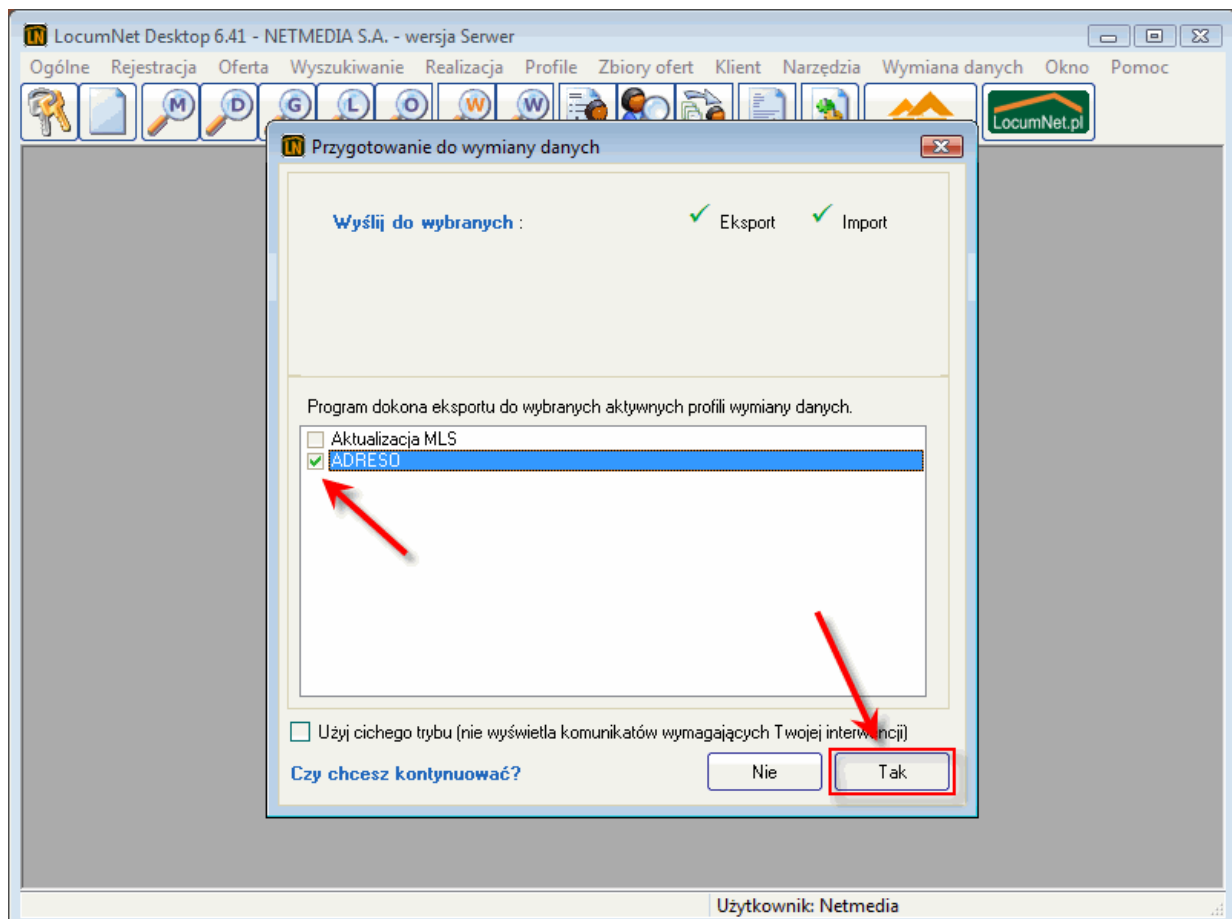 LocumNet Desktop 6.41 - NETMEDIA S.A. - wersja Serwer
Ogólne Rejestracja Oferta Wyszukiwanie Realizacja Profile Zbiory ofert Klient Narzędzia Wymiana danych Okno Pomoc
M D G L O W W LocumNet.pl
Przygotowanie do wymiany danych
Wyślij do wybranych : Eksport Import
Program dokona eksportu do wybranych aktywnych profili wymiany danych.
Aktualizacja MLS
ADRESO
Użyj cichego trybu (nie wyświetla komunikatów wymagających Twojej interwencji)
Czy chcesz kontynuować? Nie Tak
Użytkownik: Netmedia